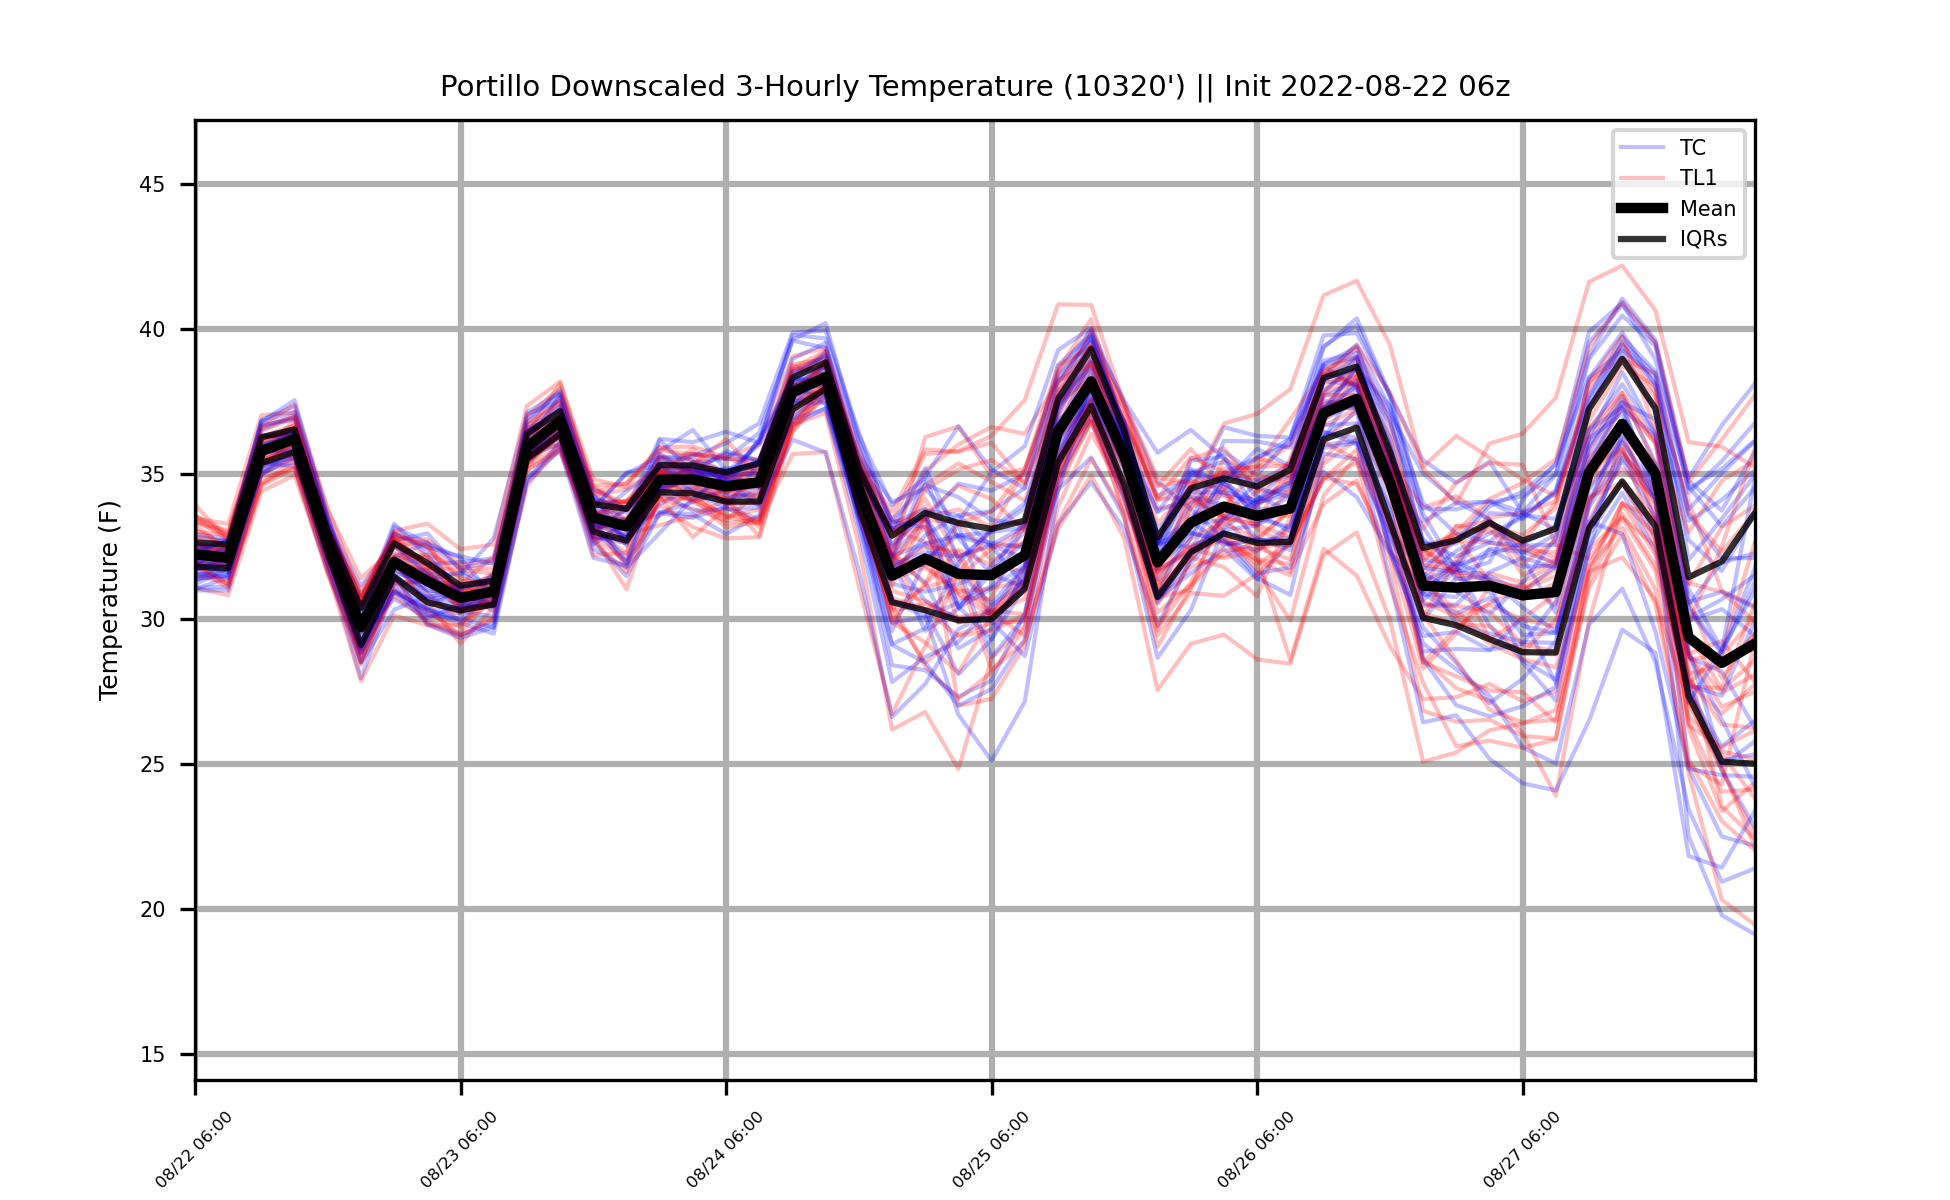 Portillo Downscaled 3-Hourly Temperature (10320') || Init 2022-08-22 06z
TC
TL1
Mean
IQRs
Temperature (F)
45
40
35
30
25
20
15
08/22 06:00
08/23 06:00
08/24 06:00
08/25 06:00
08/26 06:00
08/27 06:00